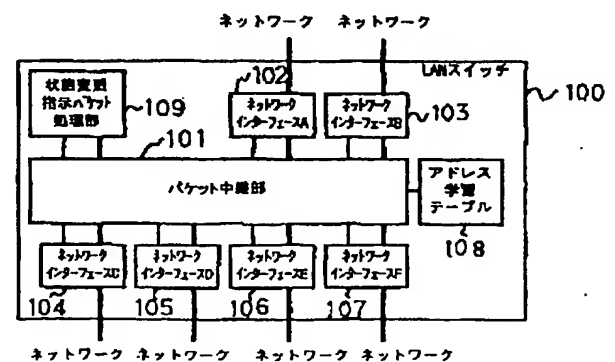 ネットワーク ネットワーク
LANスイッチ
100
状態変更
指示パケット
処理部
109
102
ネットワーク
インターフェースA
ネットワーク
インターフェースB
103
101
パケット中継部
アドレス
学習
テーブル
108
ネットワーク
インターフェースC
104
ネットワーク
インターフェースD
105
ネットワーク
インターフェースE
106
ネットワーク
インターフェースF
107
ネットワーク ネットワーク ネットワーク ネットワーク